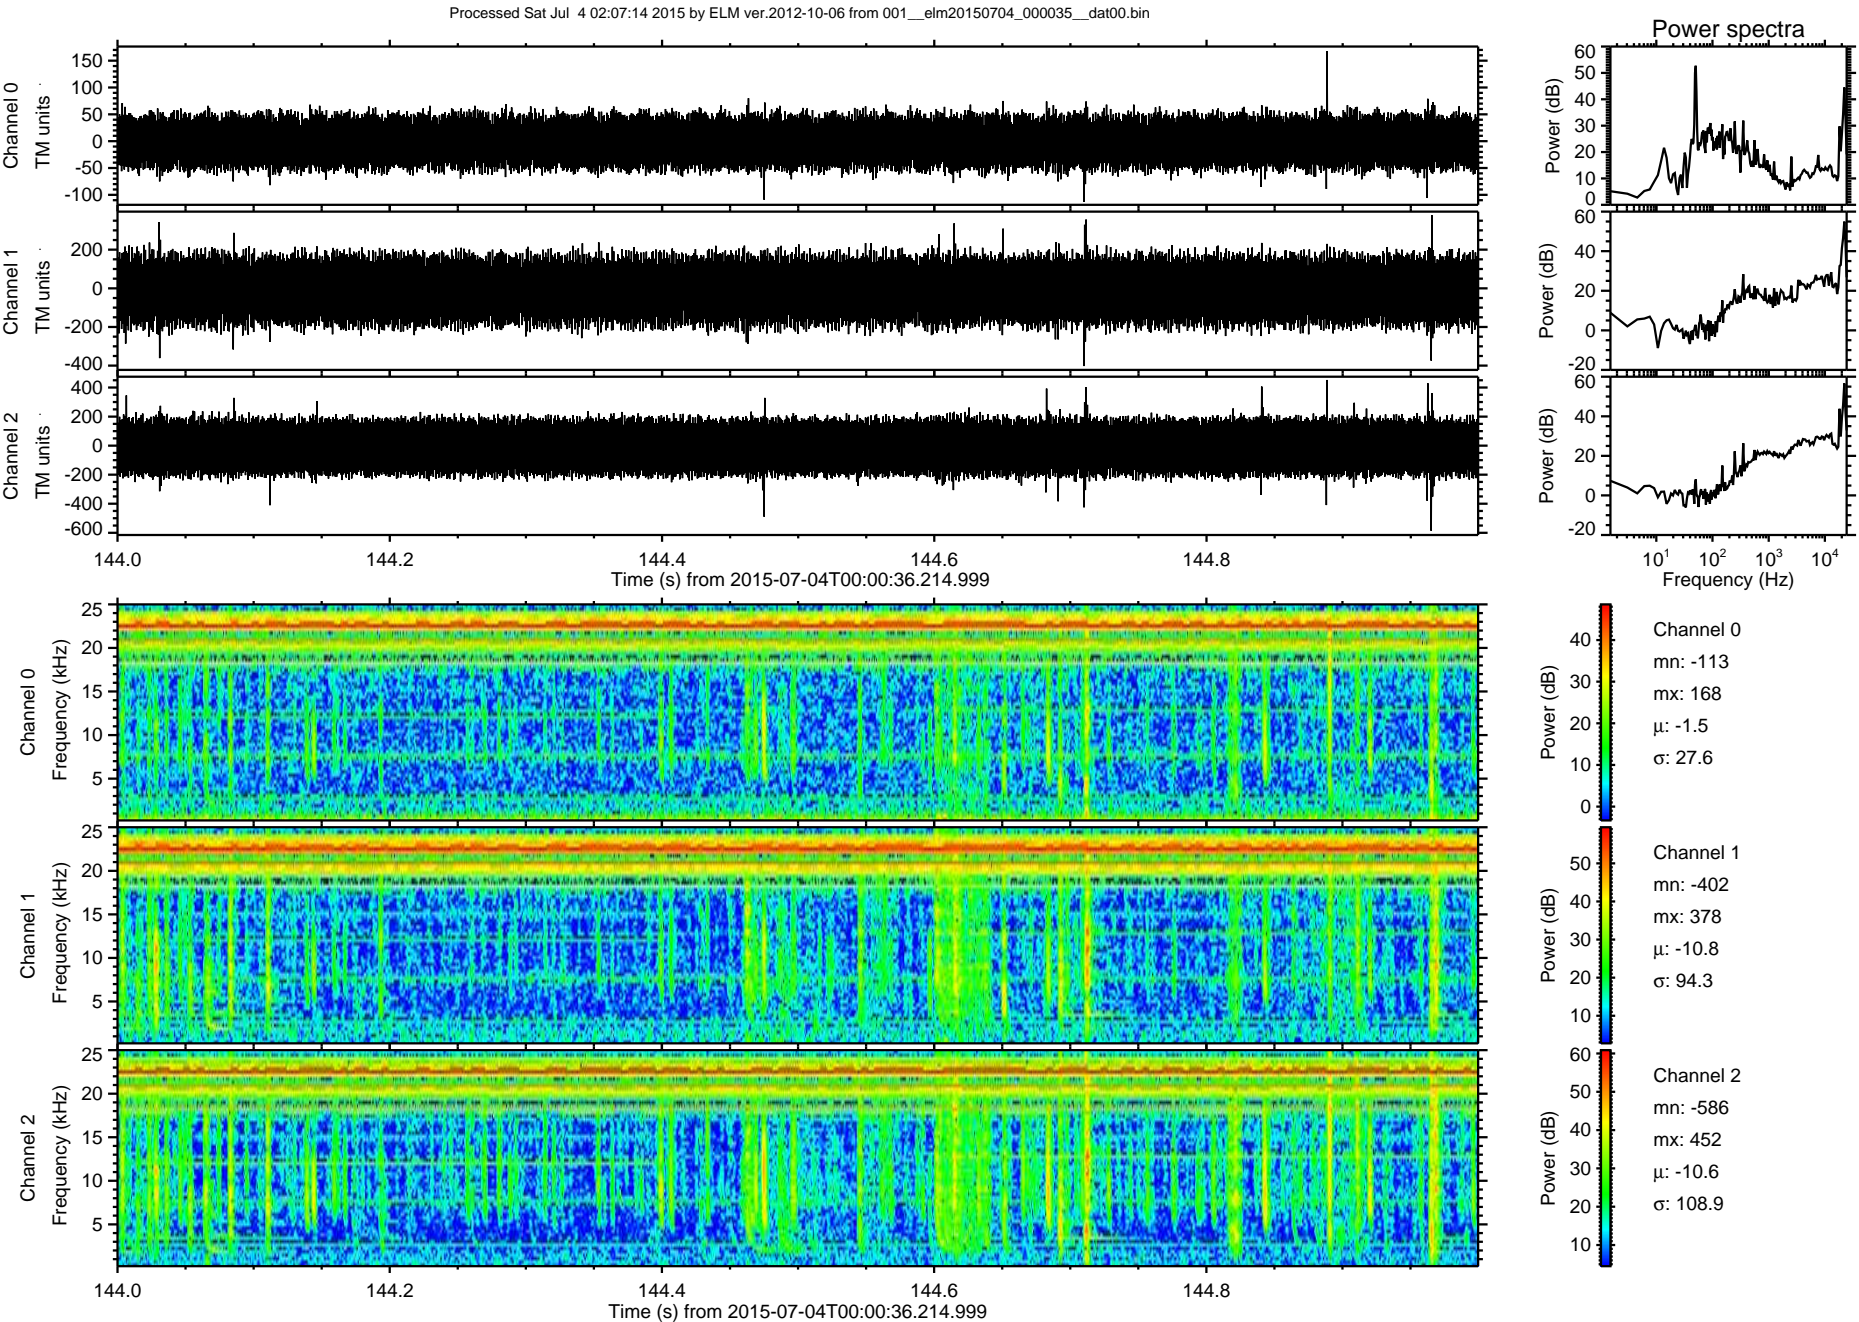 Processed Sat Jul  4 02:07:14 2015 by ELM ver.2012-10-06 from 001__elm20150704_000035__dat00.bin
Power spectra
Channel 0
TM units
150
100
50
0
-50
-100
Power (dB)
60
50
40
30
20
10
0
Channel 1
TM units
200
0
-200
-400
Power (dB)
60
40
20
0
-20
Channel 2
TM units
400
200
0
-200
-400
-600
Power (dB)
60
40
20
0
-20
144.0 144.2 144.4 144.6 144.8
Time (s) from 2015-07-04T00:00:36.214.999
10¹ 10² 10³ 10⁴
Frequency (Hz)
Channel 0
Frequency (kHz)
25
20
15
10
5
Power (dB)
40
30
20
10
0
Channel 0
mn: -113
mx: 168
μ: -1.5
σ: 27.6
Channel 1
Frequency (kHz)
25
20
15
10
5
Power (dB)
50
40
30
20
10
Channel 1
mn: -402
mx: 378
μ: -10.8
σ: 94.3
Channel 2
Frequency (kHz)
25
20
15
10
5
Power (dB)
60
50
40
30
20
10
Channel 2
mn: -586
mx: 452
μ: -10.6
σ: 108.9
144.0 144.2 144.4 144.6 144.8
Time (s) from 2015-07-04T00:00:36.214.999